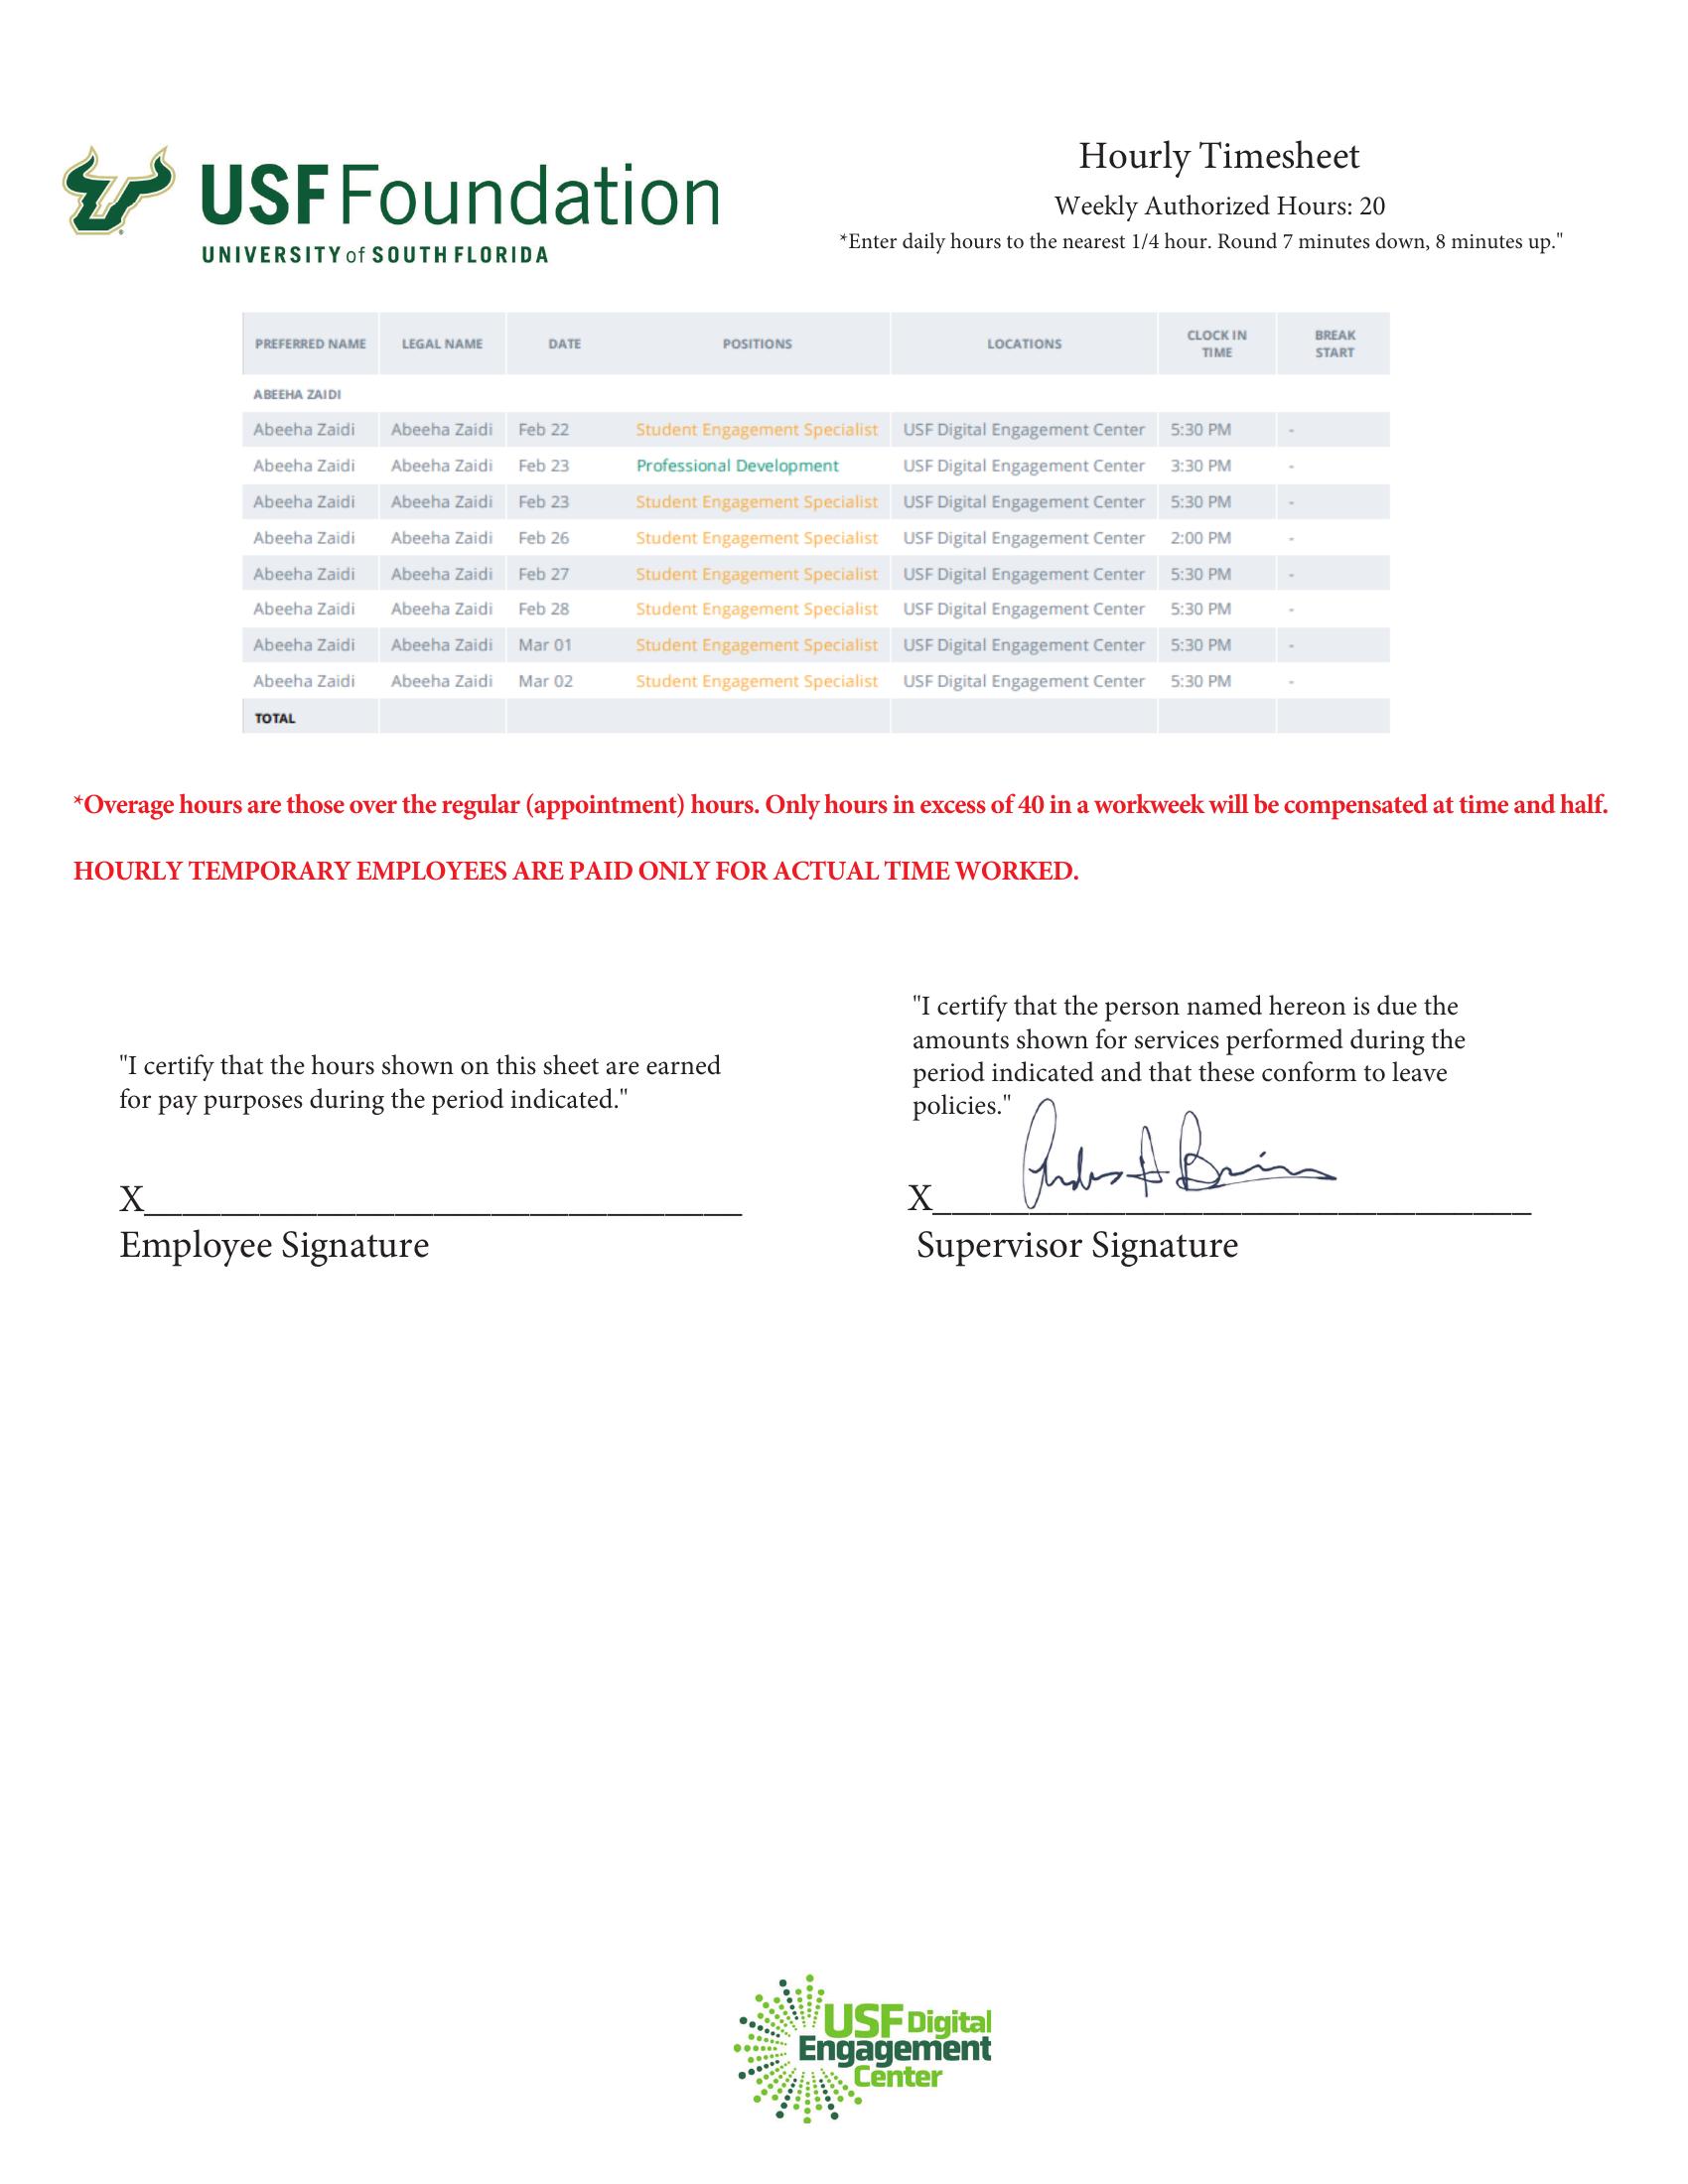 USF Foundation
UNIVERSITY of SOUTH FLORIDA
Hourly Timesheet
Weekly Authorized Hours: 20
*Enter daily hours to the nearest 1/4 hour. Round 7 minutes down, 8 minutes up."
PREFERRED NAME LEGAL NAME DATE POSITIONS LOCATIONS CLOCK IN TIME BREAK START
ABEEHA ZAIDI
Abeeha Zaidi Abeeha Zaidi Feb 22 Student Engagement Specialist USF Digital Engagement Center 5:30 PM -
Abeeha Zaidi Abeeha Zaidi Feb 23 Professional Development USF Digital Engagement Center 3:30 PM -
Abeeha Zaidi Abeeha Zaidi Feb 23 Student Engagement Specialist USF Digital Engagement Center 5:30 PM -
Abeeha Zaidi Abeeha Zaidi Feb 26 Student Engagement Specialist USF Digital Engagement Center 2:00 PM -
Abeeha Zaidi Abeeha Zaidi Feb 27 Student Engagement Specialist USF Digital Engagement Center 5:30 PM -
Abeeha Zaidi Abeeha Zaidi Feb 28 Student Engagement Specialist USF Digital Engagement Center 5:30 PM -
Abeeha Zaidi Abeeha Zaidi Mar 01 Student Engagement Specialist USF Digital Engagement Center 5:30 PM -
Abeeha Zaidi Abeeha Zaidi Mar 02 Student Engagement Specialist USF Digital Engagement Center 5:30 PM -
TOTAL
*Overage hours are those over the regular (appointment) hours. Only hours in excess of 40 in a workweek will be compensated at time and half.
HOURLY TEMPORARY EMPLOYEES ARE PAID ONLY FOR ACTUAL TIME WORKED.
"I certify that the hours shown on this sheet are earned
for pay purposes during the period indicated."
X
Employee Signature
"I certify that the person named hereon is due the
amounts shown for services performed during the
period indicated and that these conform to leave
policies."
X
Supervisor Signature
USF Digital
Engagement
Center